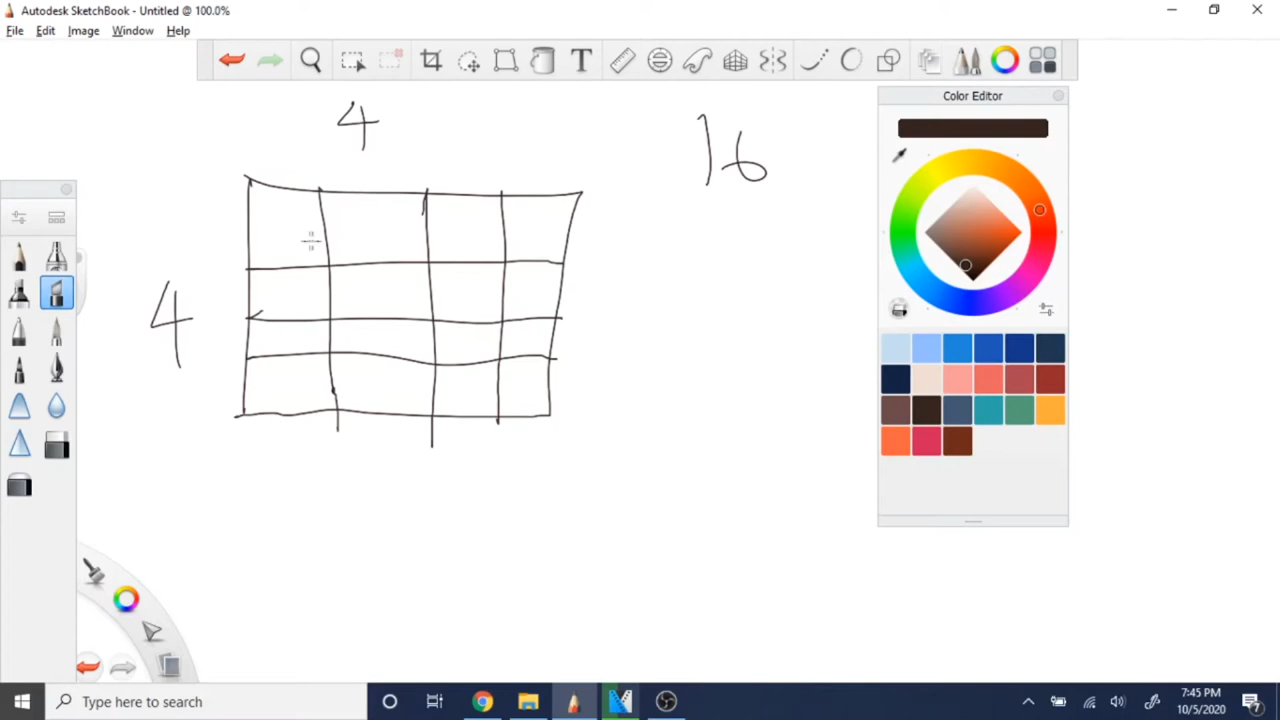 Autodesk SketchBook - Untitled @ 100.0%
File Edit Image Window Help
T
Color Editor
4
16
4
Type here to search
7:45 PM
10/5/2020
7